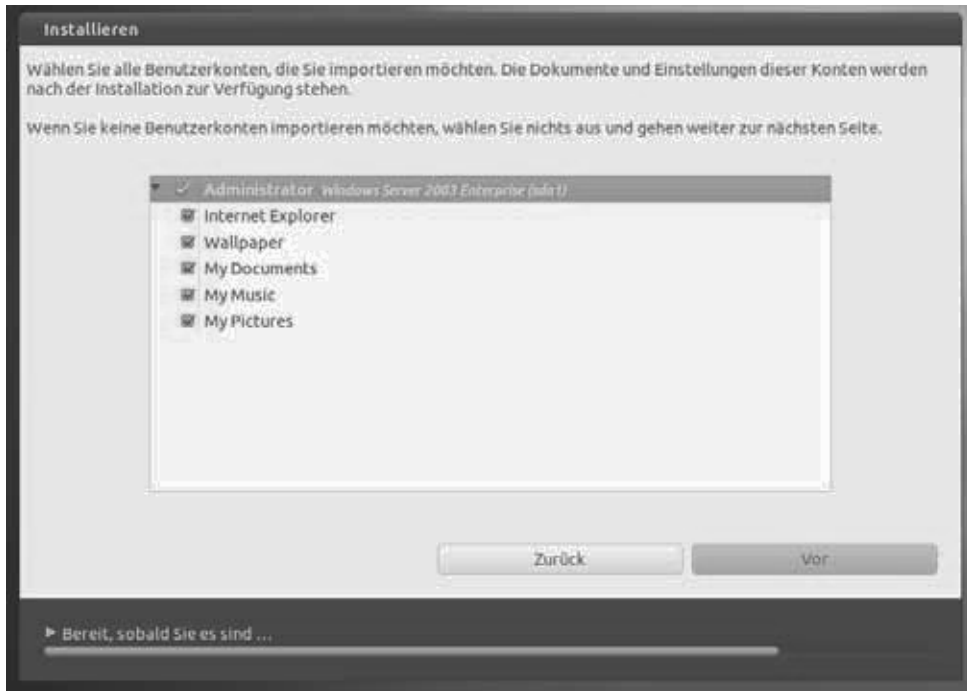 Installieren
Wählen Sie alle Benutzerkonten, die Sie importieren möchten. Die Dokumente und Einstellungen dieser Konten werden
nach der Installation zur Verfügung stehen.
Wenn Sie keine Benutzerkonten importieren möchten, wählen Sie nichts aus und gehen weiter zur nächsten Seite.
Administrator Windows Server 2003 Enterprise (sda1)
Internet Explorer
Wallpaper
My Documents
My Music
My Pictures
Zurück
Vor
Bereit, sobald Sie es sind ...